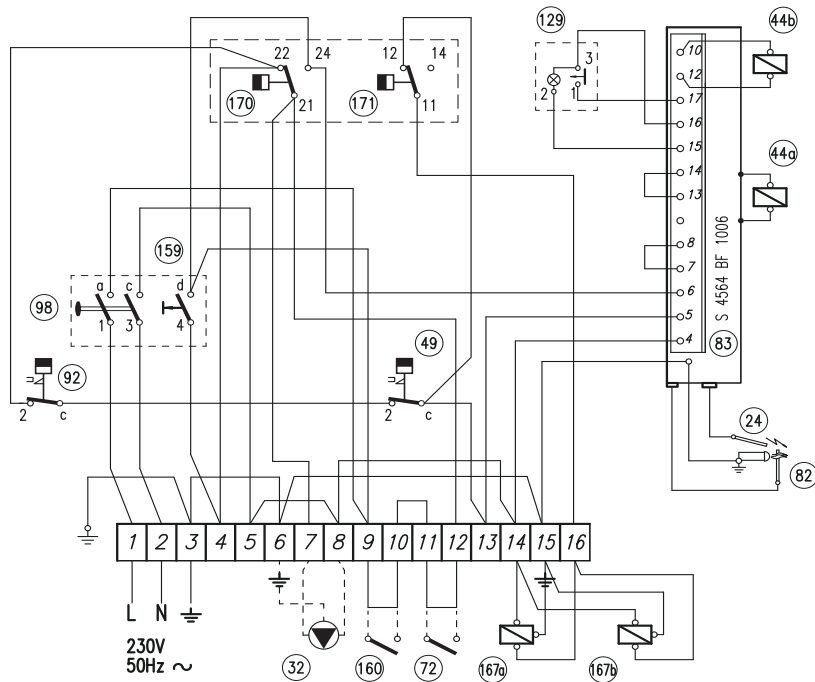 22 24 12 14
170 21 171 11
129
3
2 1
44b
10
12
17
16
15
14
13
8
7
6
5
4
44a
S 4564 BF 1006
83
159
a c d
98
1 3 4
92
2 c
49
2 c
24
82
1 2 3 4 5 6 7 8 9 10 11 12 13 14 15 16
L N
230V
50Hz ~
32 160 72 167a 167b